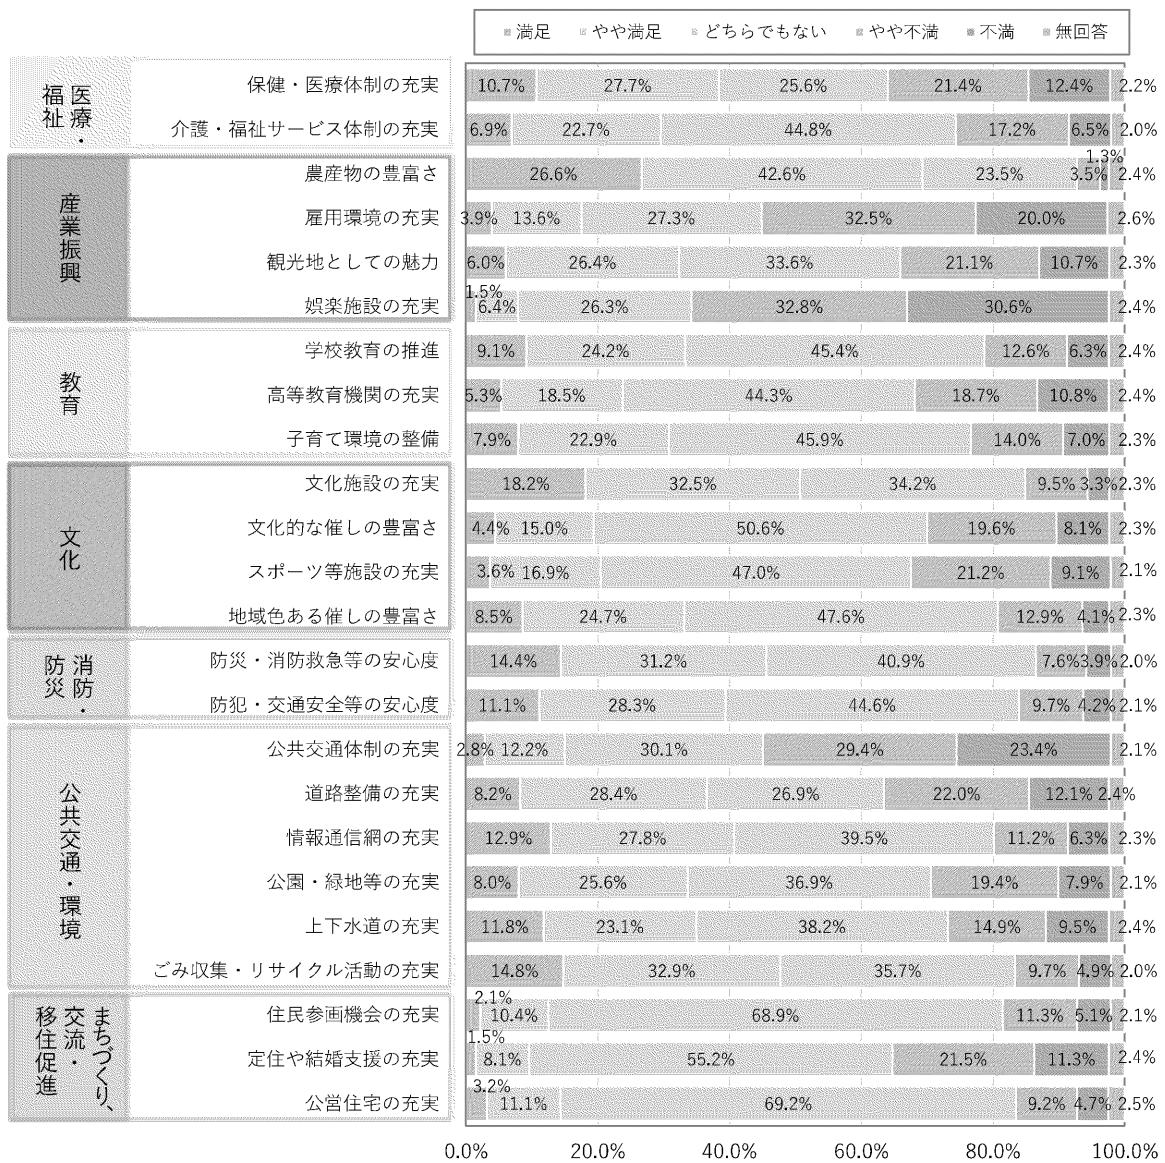 満足 やや満足 どちらでもない やや不満 不満 無回答
医療・
福祉
保健・医療体制の充実 10.7% 27.7% 25.6% 21.4% 12.4% 2.2%
介護・福祉サービス体制の充実 6.9% 22.7% 44.8% 17.2% 6.5% 2.0%
産業振興
農産物の豊富さ 26.6% 42.6% 23.5% 3.5% 1.3% 2.4%
雇用環境の充実 3.9% 13.6% 27.3% 32.5% 20.0% 2.6%
観光地としての魅力 6.0% 26.4% 33.6% 21.1% 10.7% 2.3%
娯楽施設の充実 1.5% 6.4% 26.3% 32.8% 30.6% 2.4%
教育
学校教育の推進 9.1% 24.2% 45.4% 12.6% 6.3% 2.4%
高等教育機関の充実 5.3% 18.5% 44.3% 18.7% 10.8% 2.4%
子育て環境の整備 7.9% 22.9% 45.9% 14.0% 7.0% 2.3%
文化
文化施設の充実 18.2% 32.5% 34.2% 9.5% 3.3% 2.3%
文化的な催しの豊富さ 4.4% 15.0% 50.6% 19.6% 8.1% 2.3%
スポーツ等施設の充実 3.6% 16.9% 47.0% 21.2% 9.1% 2.1%
地域色ある催しの豊富さ 8.5% 24.7% 47.6% 12.9% 4.1% 2.3%
消防・
防災
防災・消防救急等の安心度 14.4% 31.2% 40.9% 7.6% 3.9% 2.0%
防犯・交通安全等の安心度 11.1% 28.3% 44.6% 9.7% 4.2% 2.1%
公共交通・環境
公共交通体制の充実 2.8% 12.2% 30.1% 29.4% 23.4% 2.1%
道路整備の充実 8.2% 28.4% 26.9% 22.0% 12.1% 2.4%
情報通信網の充実 12.9% 27.8% 39.5% 11.2% 6.3% 2.3%
公園・緑地等の充実 8.0% 25.6% 36.9% 19.4% 7.9% 2.1%
上下水道の充実 11.8% 23.1% 38.2% 14.9% 9.5% 2.4%
ごみ収集・リサイクル活動の充実 14.8% 32.9% 35.7% 9.7% 4.9% 2.0%
まちづくり、
交流・
移住促進
住民参画機会の充実 2.1% 10.4% 68.9% 11.3% 5.1% 2.1%
定住や結婚支援の充実 1.5% 8.1% 55.2% 21.5% 11.3% 2.4%
公営住宅の充実 3.2% 11.1% 69.2% 9.2% 4.7% 2.5%
0.0% 20.0% 40.0% 60.0% 80.0% 100.0%